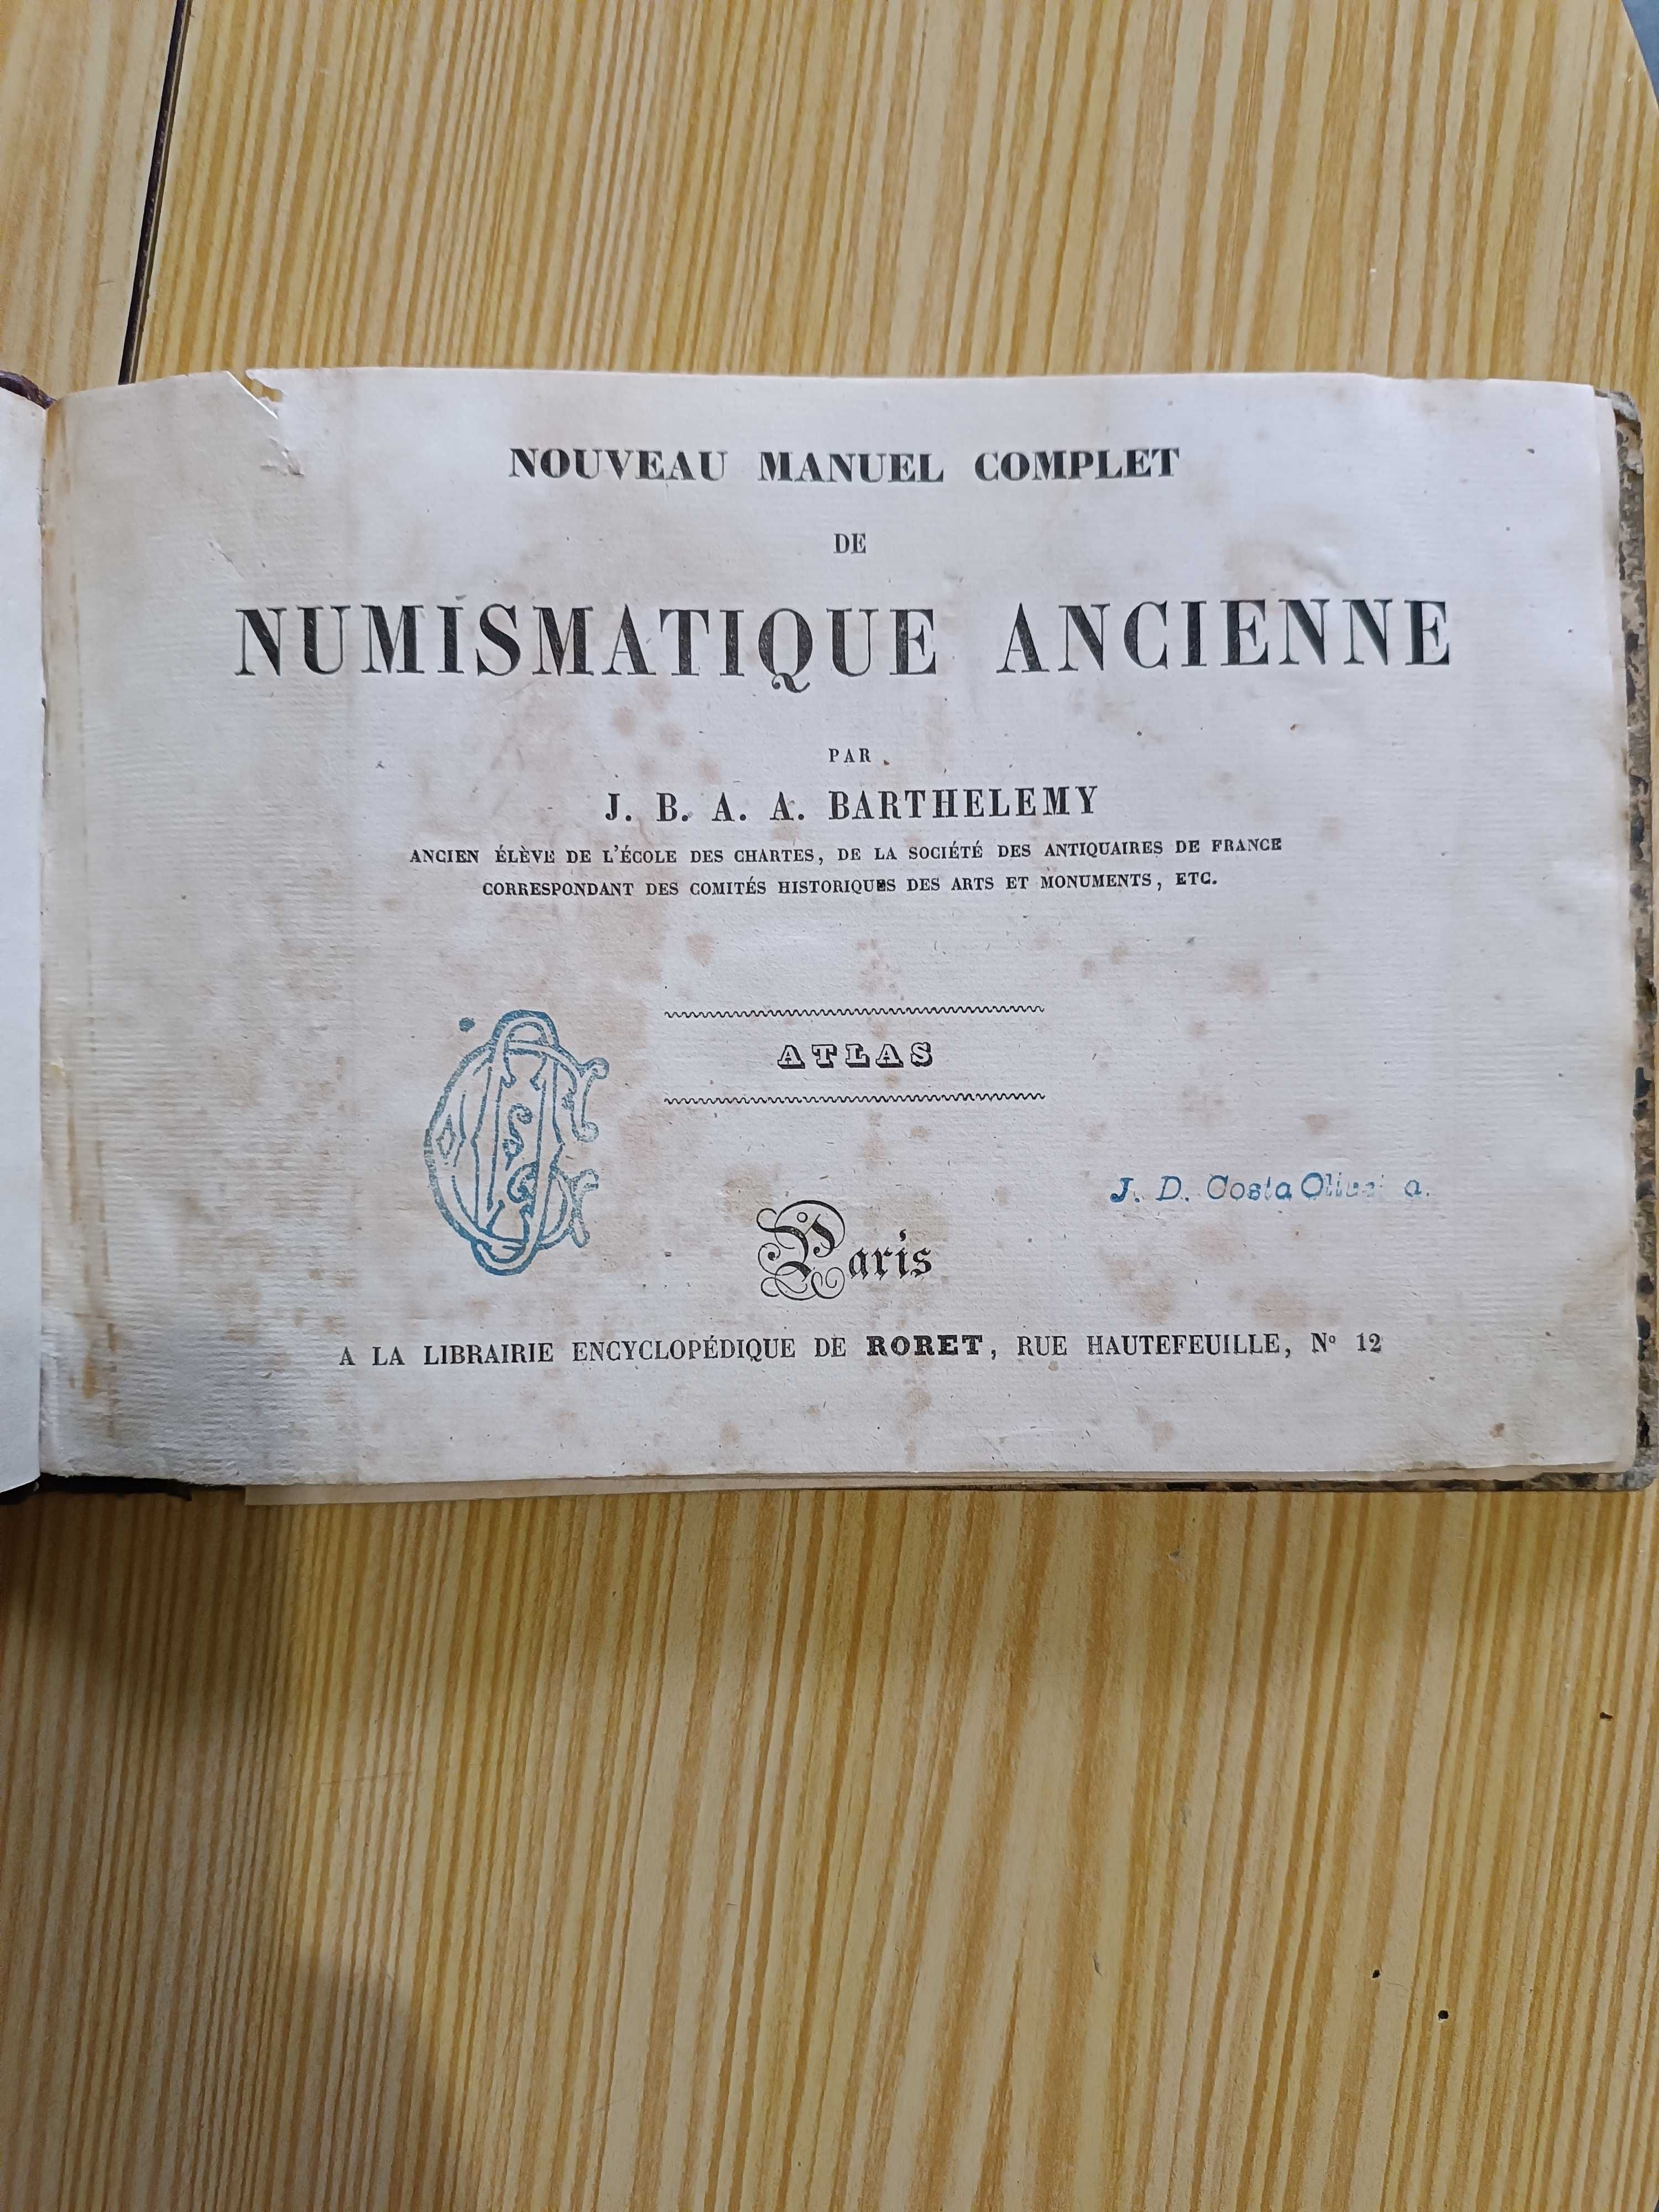 NOUVEAU MANUEL COMPLET
DE
NUMISMATIQUE ANCIENNE
PAR
J. B. A. A. BARTHELEMY
ANCIEN ÉLÈVE DE L'ÉCOLE DES CHARTES, DE LA SOCIÉTÉ DES ANTIQUAIRES DE FRANCE
CORRESPONDANT DES COMITÉS HISTORIQUES DES ARTS ET MONUMENTS, ETC.
ATLAS
J. D. Costa
Paris
A LA LIBRAIRIE ENCYCLOPÉDIQUE DE RORET, RUE HAUTEFEUILLE, Nº 12